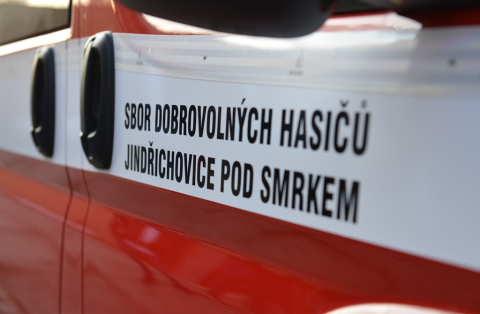 SBOR DOBROVOLNÝCH HASIČŮ
JINDŘICHOVICE POD SMRKEM